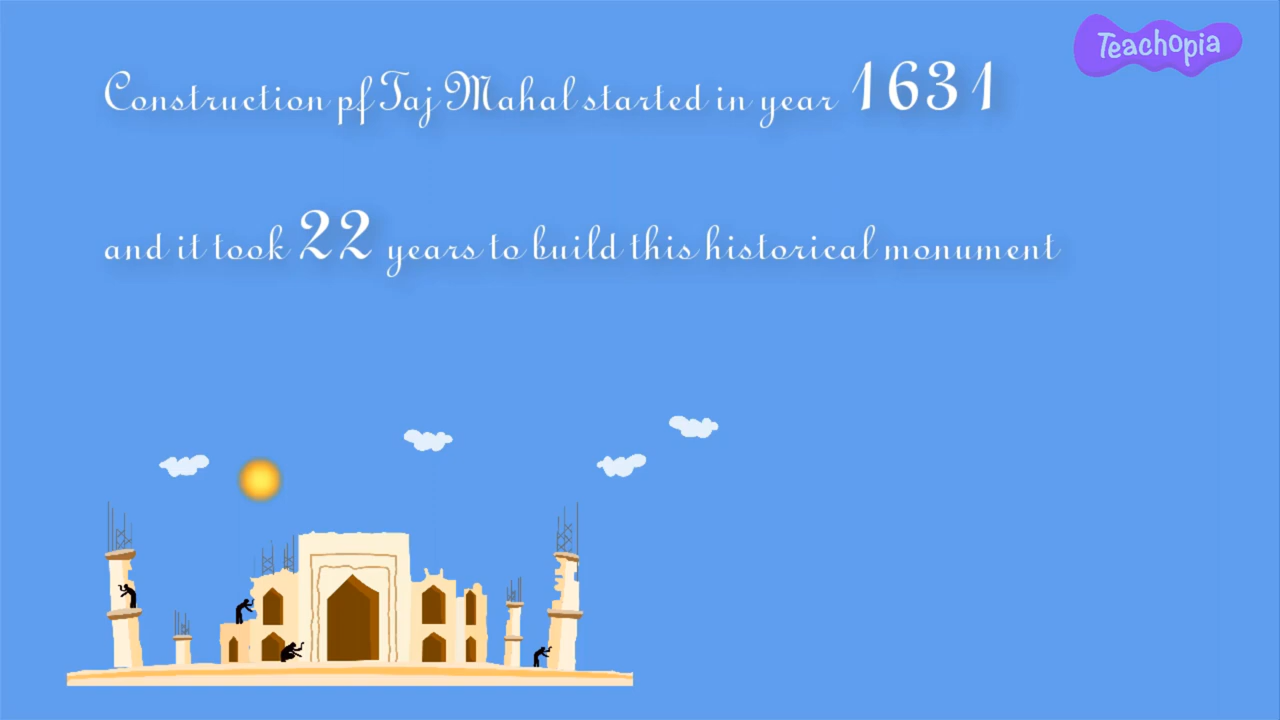 Teachopia
Construction pf Taj Mahal started in year 1631
and it took 22 years to build this historical monument